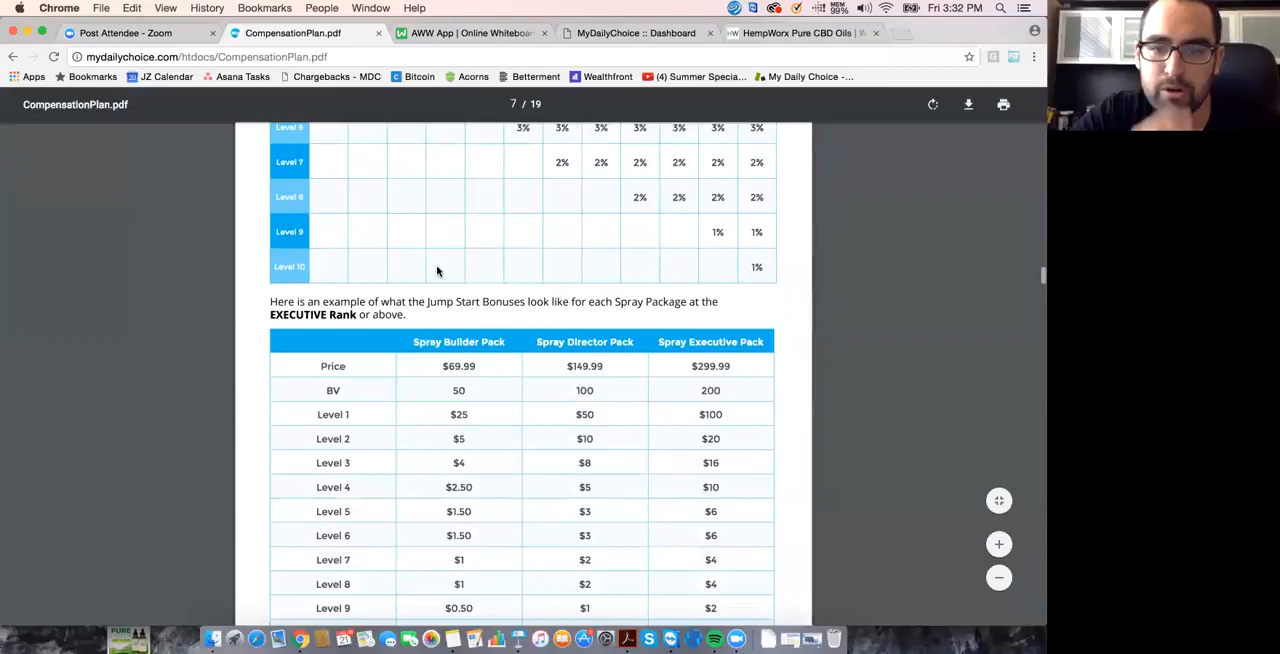 Chrome File Edit View History Bookmarks People Window Help MEM 99% Fri 3:32 PM
Post Attendee - Zoom CompensationPlan.pdf AWW App | Online Whiteboa MyDailyChoice :: Dashboard HempWorx Pure CBD Oils | W
mydailychoice.com/htdocs/CompensationPlan.pdf
Apps Bookmarks JZ Calendar Asana Tasks Chargebacks - MDC Bitcoin Acorns Betterment Wealthfront (4) Summer Specia... My Daily Choice -...
CompensationPlan.pdf 7 / 19
Level 6 3% 3% 3% 3% 3% 3% 3%
Level 7 2% 2% 2% 2% 2% 2%
Level 8 2% 2% 2% 2%
Level 9 1% 1%
Level 10 1%
Here is an example of what the Jump Start Bonuses look like for each Spray Package at the
EXECUTIVE Rank or above.
Spray Builder Pack Spray Director Pack Spray Executive Pack
Price $69.99 $149.99 $299.99
BV 50 100 200
Level 1 $25 $50 $100
Level 2 $5 $10 $20
Level 3 $4 $8 $16
Level 4 $2.50 $5 $10
Level 5 $1.50 $3 $6
Level 6 $1.50 $3 $6
Level 7 $1 $2 $4
Level 8 $1 $2 $4
Level 9 $0.50 $1 $2
PURE